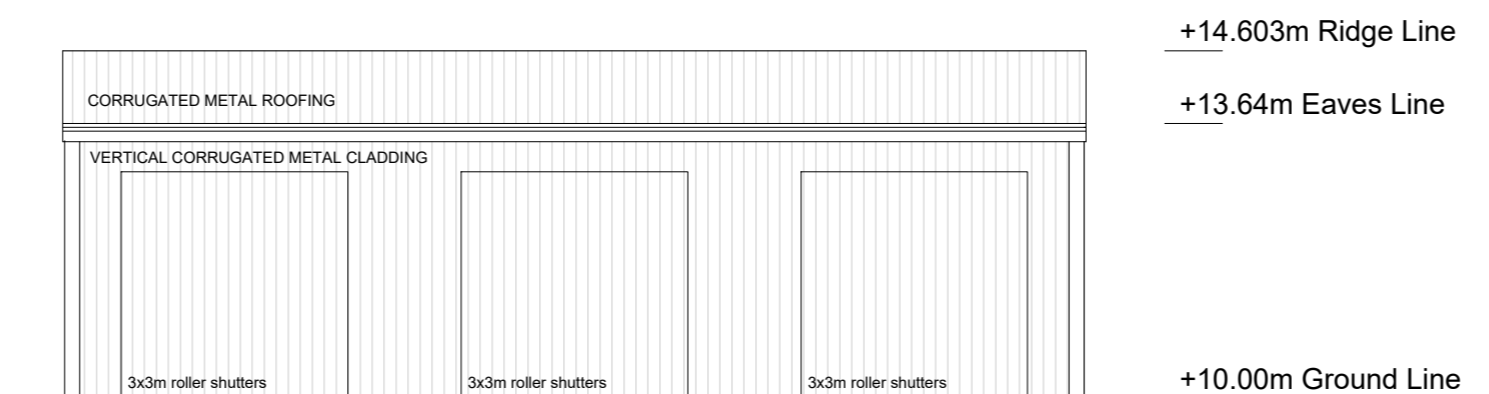 +14.603m Ridge Line
CORRUGATED METAL ROOFING
+13.64m Eaves Line
VERTICAL CORRUGATED METAL CLADDING
3x3m roller shutters
3x3m roller shutters
3x3m roller shutters
+10.00m Ground Line